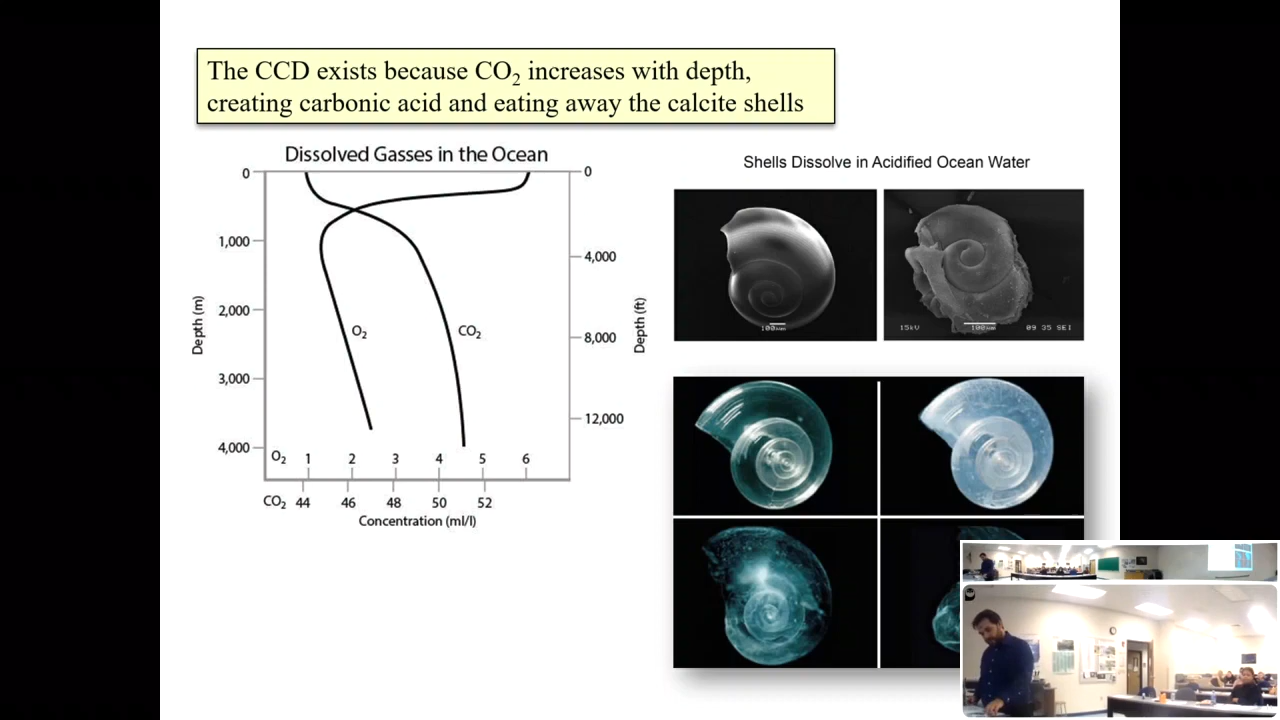 The CCD exists because CO₂ increases with depth,
creating carbonic acid and eating away the calcite shells
Dissolved Gasses in the Ocean
Shells Dissolve in Acidified Ocean Water
0
0
1,000
4,000
2,000
8,000
3,000
12,000
4,000
Depth (m)
Depth (ft)
O₂
CO₂
O₂ 1 2 3 4 5 6
CO₂ 44 46 48 50 52
Concentration (ml/l)
100µm
15kV 100µm 09 35 SEI